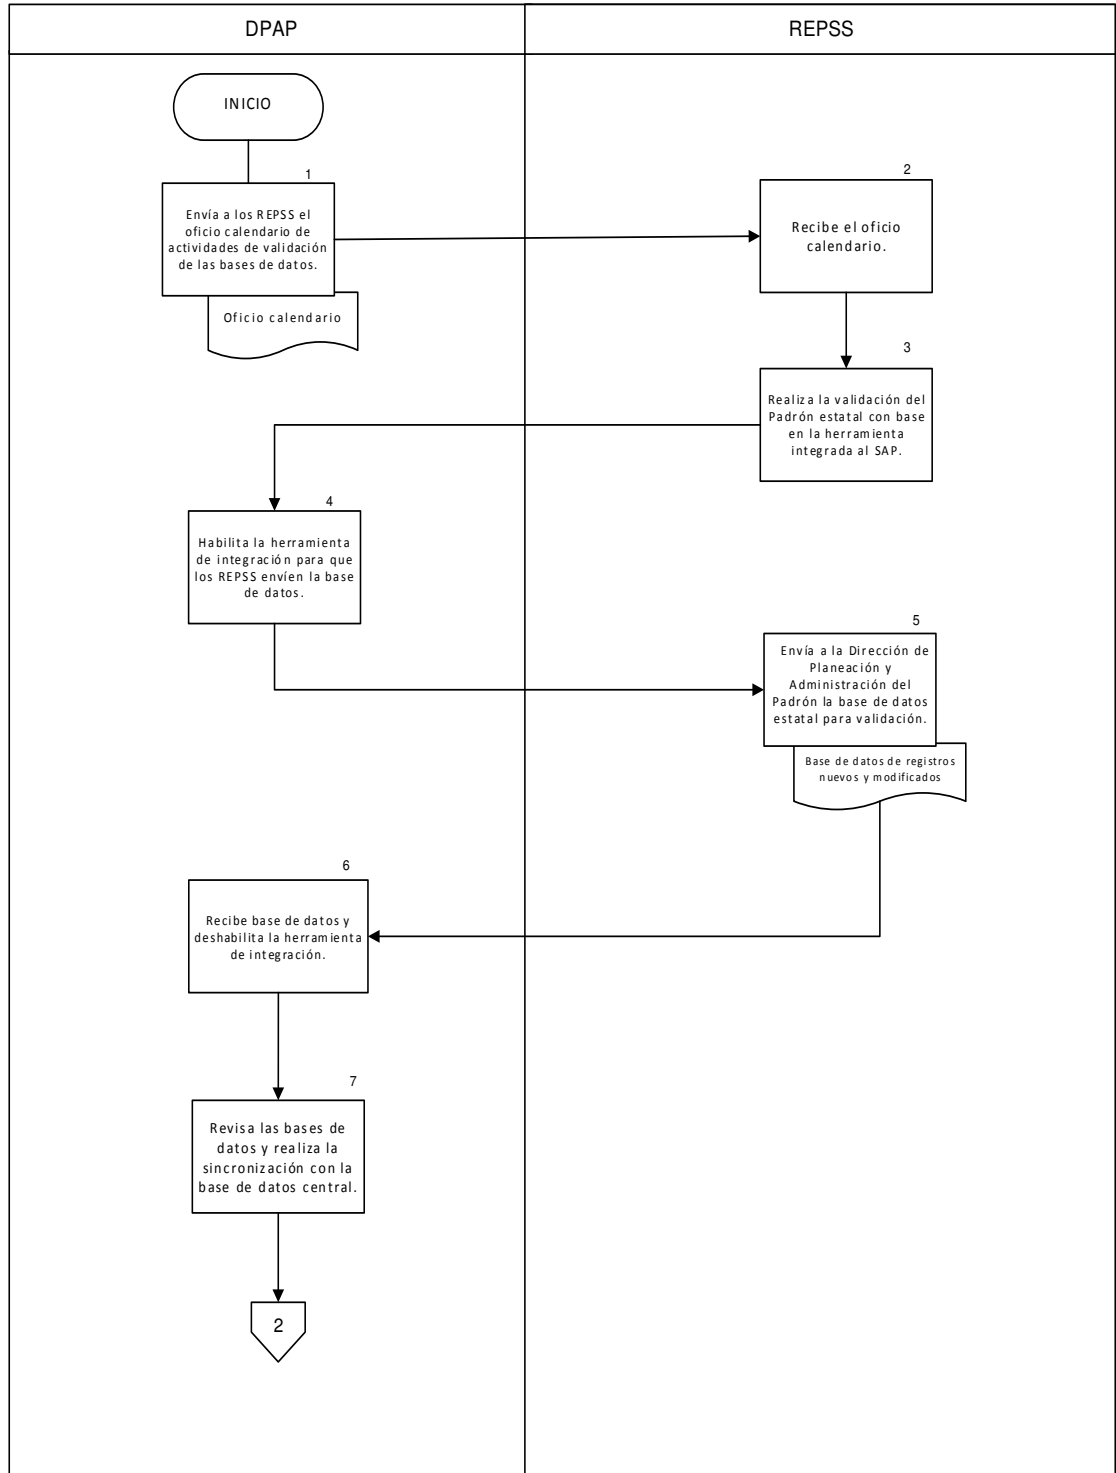 DPAP
REPSS
INICIO
1
Envía a los REPSS el
oficio calendario de
actividades de validación
de las bases de datos.
Oficio calendario
2
Recibe el oficio
calendario.
3
Realiza la validación del
Padrón estatal con base
en la herramienta
integrada al SAP.
4
Habilita la herramienta
de integración para que
los REPSS envíen la base
de datos.
5
Envía a la Dirección de
Planeación y
Administración del
Padrón la base de datos
estatal para validación.
Base de datos de registros
nuevos y modificados
6
Recibe base de datos y
deshabilita la herramienta
de integración.
7
Revisa las bases de
datos y realiza la
sincronización con la
base de datos central.
2